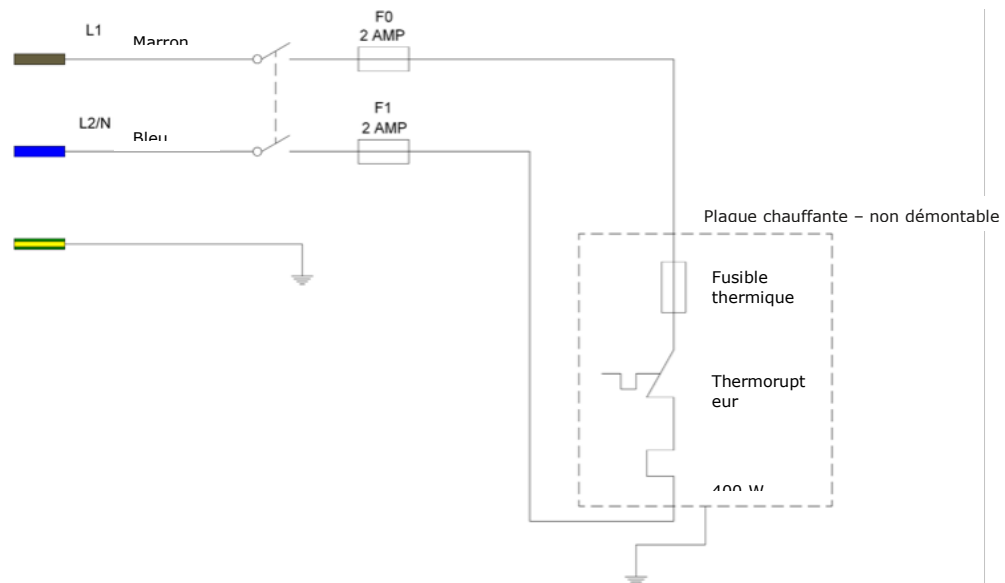 L1
Marron
F0
2 AMP
L2/N
Bleu
F1
2 AMP
Plaque chauffante – non démontable
Fusible
thermique
Thermorupt
eur
400 W